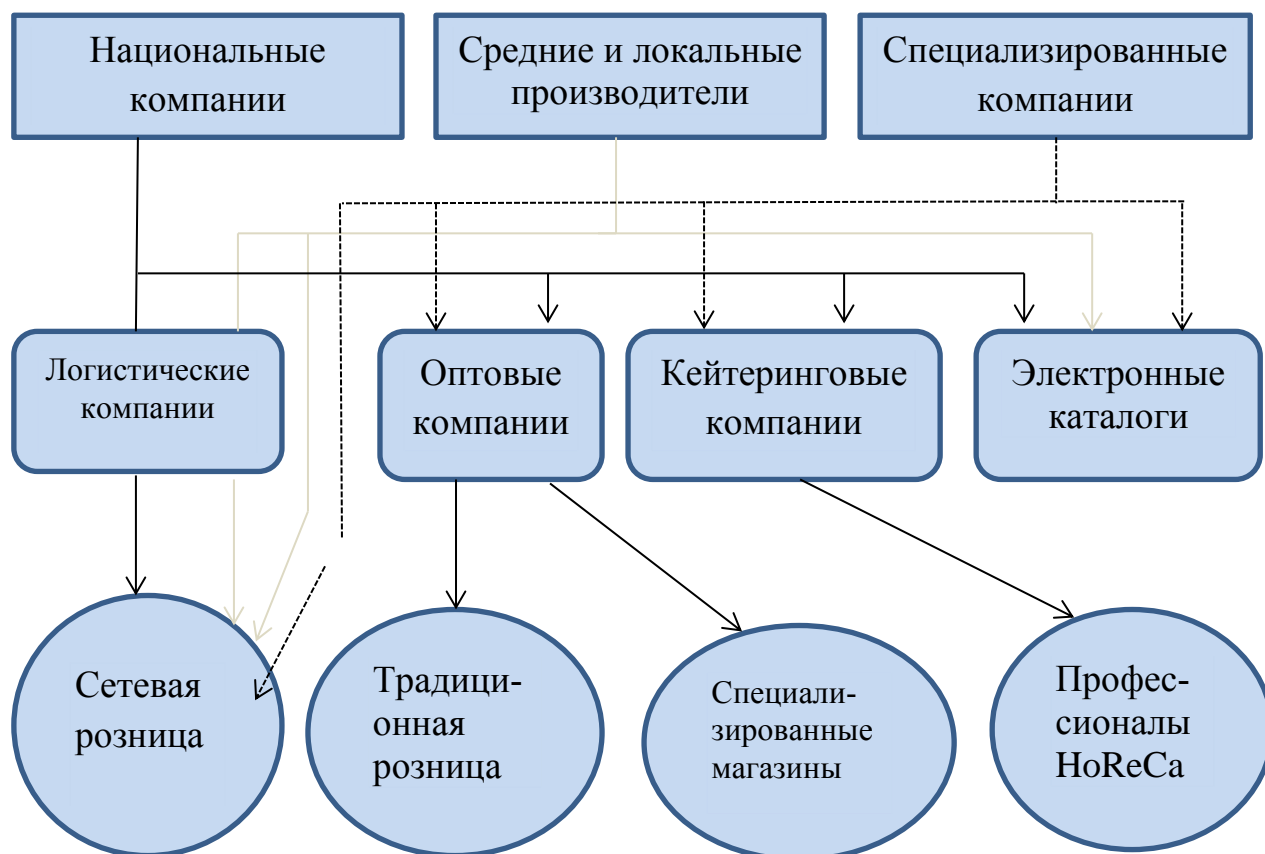 Национальные
компании
Средние и локальные
производители
Специализированные
компании
Логистические
компании
Оптовые
компании
Кейтеринговые
компании
Электронные
каталоги
Сетевая
розница
Традици-
онная
розница
Специали-
зированные
магазины
Профес-
сионалы
HoReCa